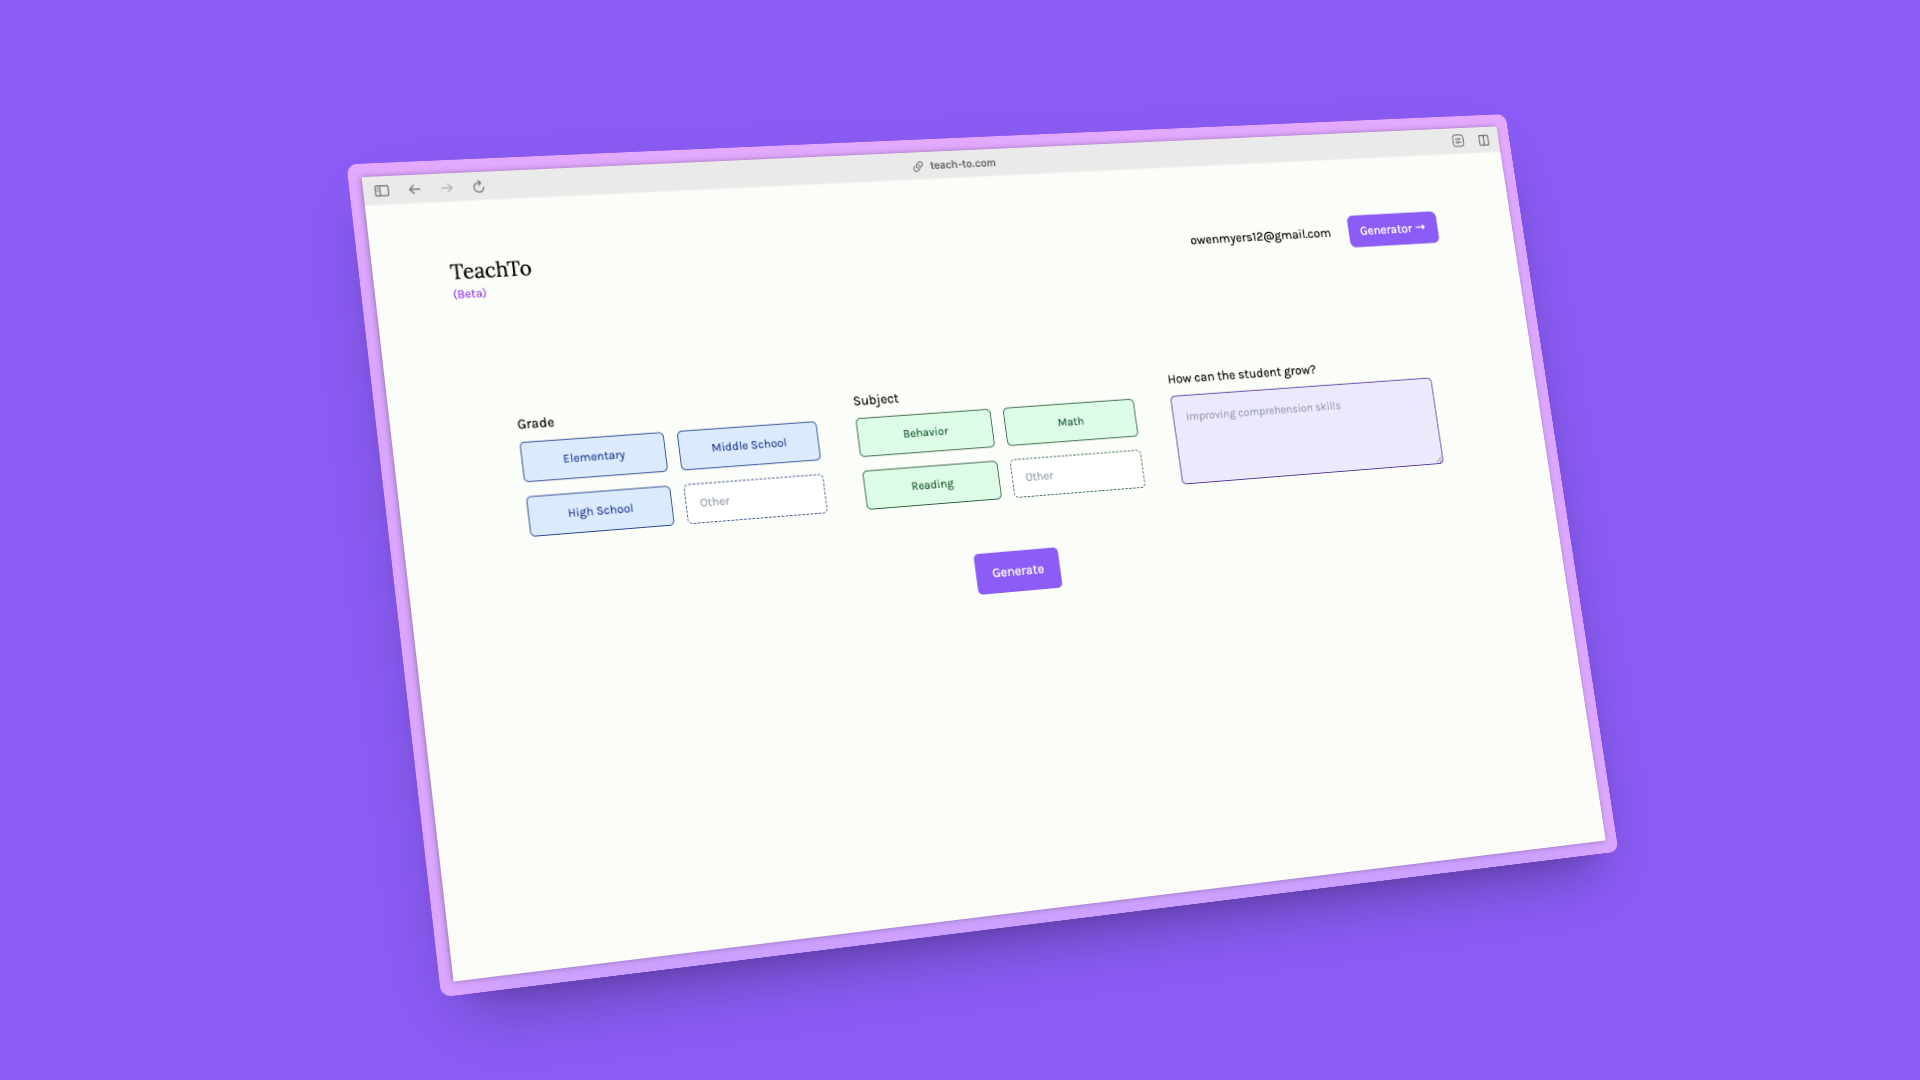 teach-to.com
TeachTo
(Beta)
owenmyers12@gmail.com
Generator →
Grade
Elementary
Middle School
High School
Other
Subject
Behavior
Math
Reading
Other
How can the student grow?
Improving comprehension skills
Generate